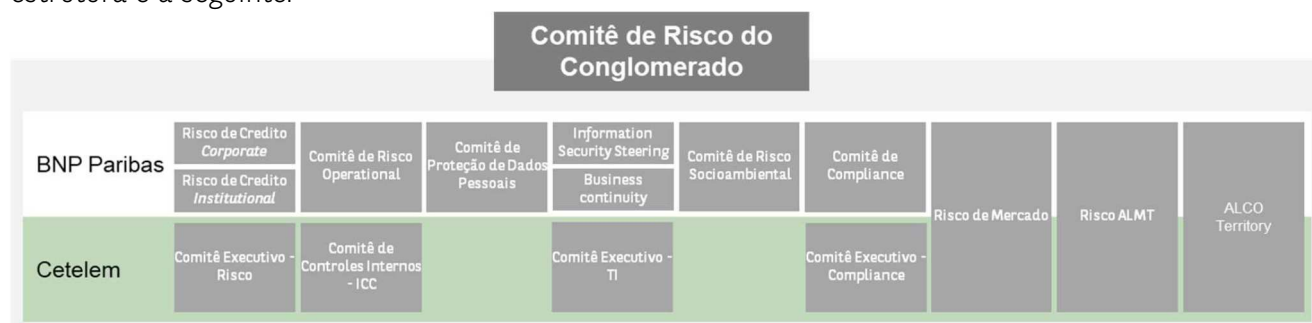 estrutura é a seguinte:
Comitê de Risco do
Conglomerado
BNP Paribas
Risco de Credito
Corporate
Risco de Credito
Institutional
Comitê de Risco
Operational
Comitê de
Proteção de Dados
Pessoais
Information
Security Steering
Business
continuity
Comitê de Risco
Socioambiental
Comitê de
Compliance
Risco de Mercado
Risco ALMT
ALCO
Territory
Cetelem
Comitê Executivo -
Risco
Comitê de
Controles Internos
- ICC
Comitê Executivo -
TI
Comitê Executivo -
Compliance